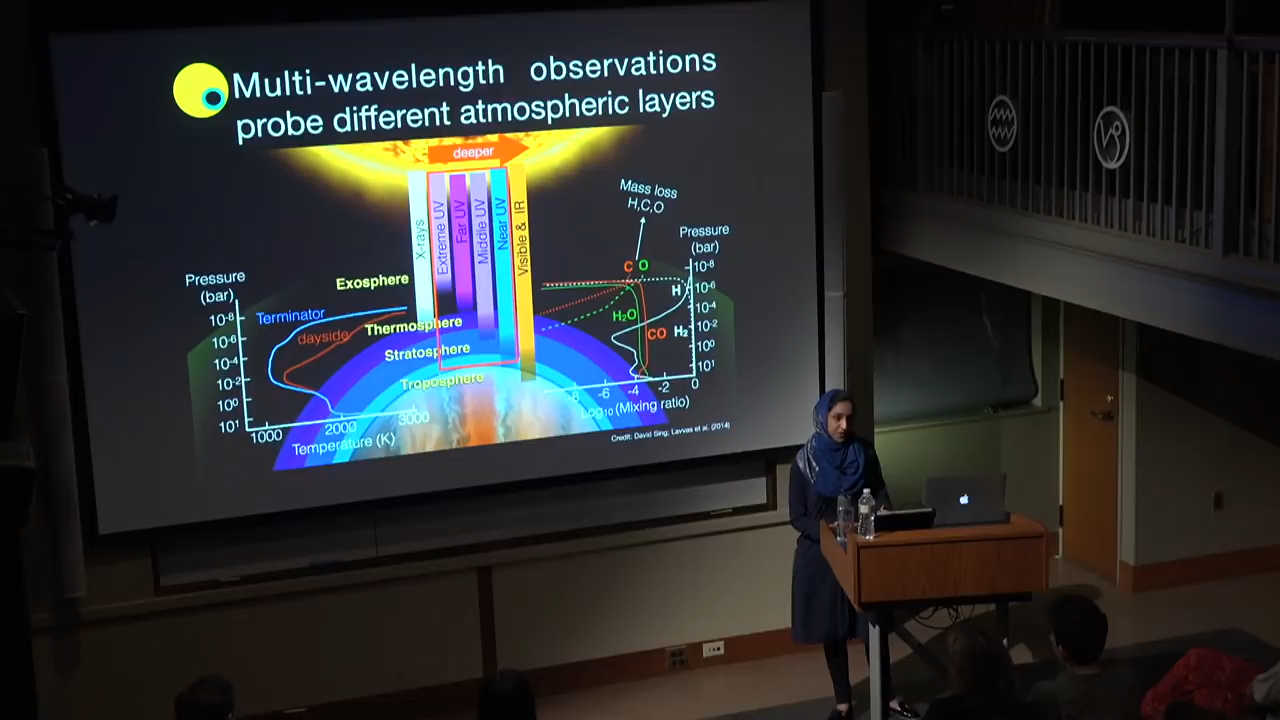 Multi-wavelength observations
probe different atmospheric layers
deeper
X-rays
Extreme UV
Far UV
Middle UV
Near UV
Visible & IR
Mass loss
H,C,O
Pressure
(bar)
10-8
10-6
10-4
10-2
100
101
Terminator
dayside
1000
2000
3000
Temperature (K)
Exosphere
Thermosphere
Stratosphere
Troposphere
Pressure
(bar)
10-8
10-6
10-4
10-2
100
101
C
O
H
H2O
CO
H2
-8
-6
-4
-2
0
Log10 (Mixing ratio)
Credit: David Sing; Lavvas et al. (2014)